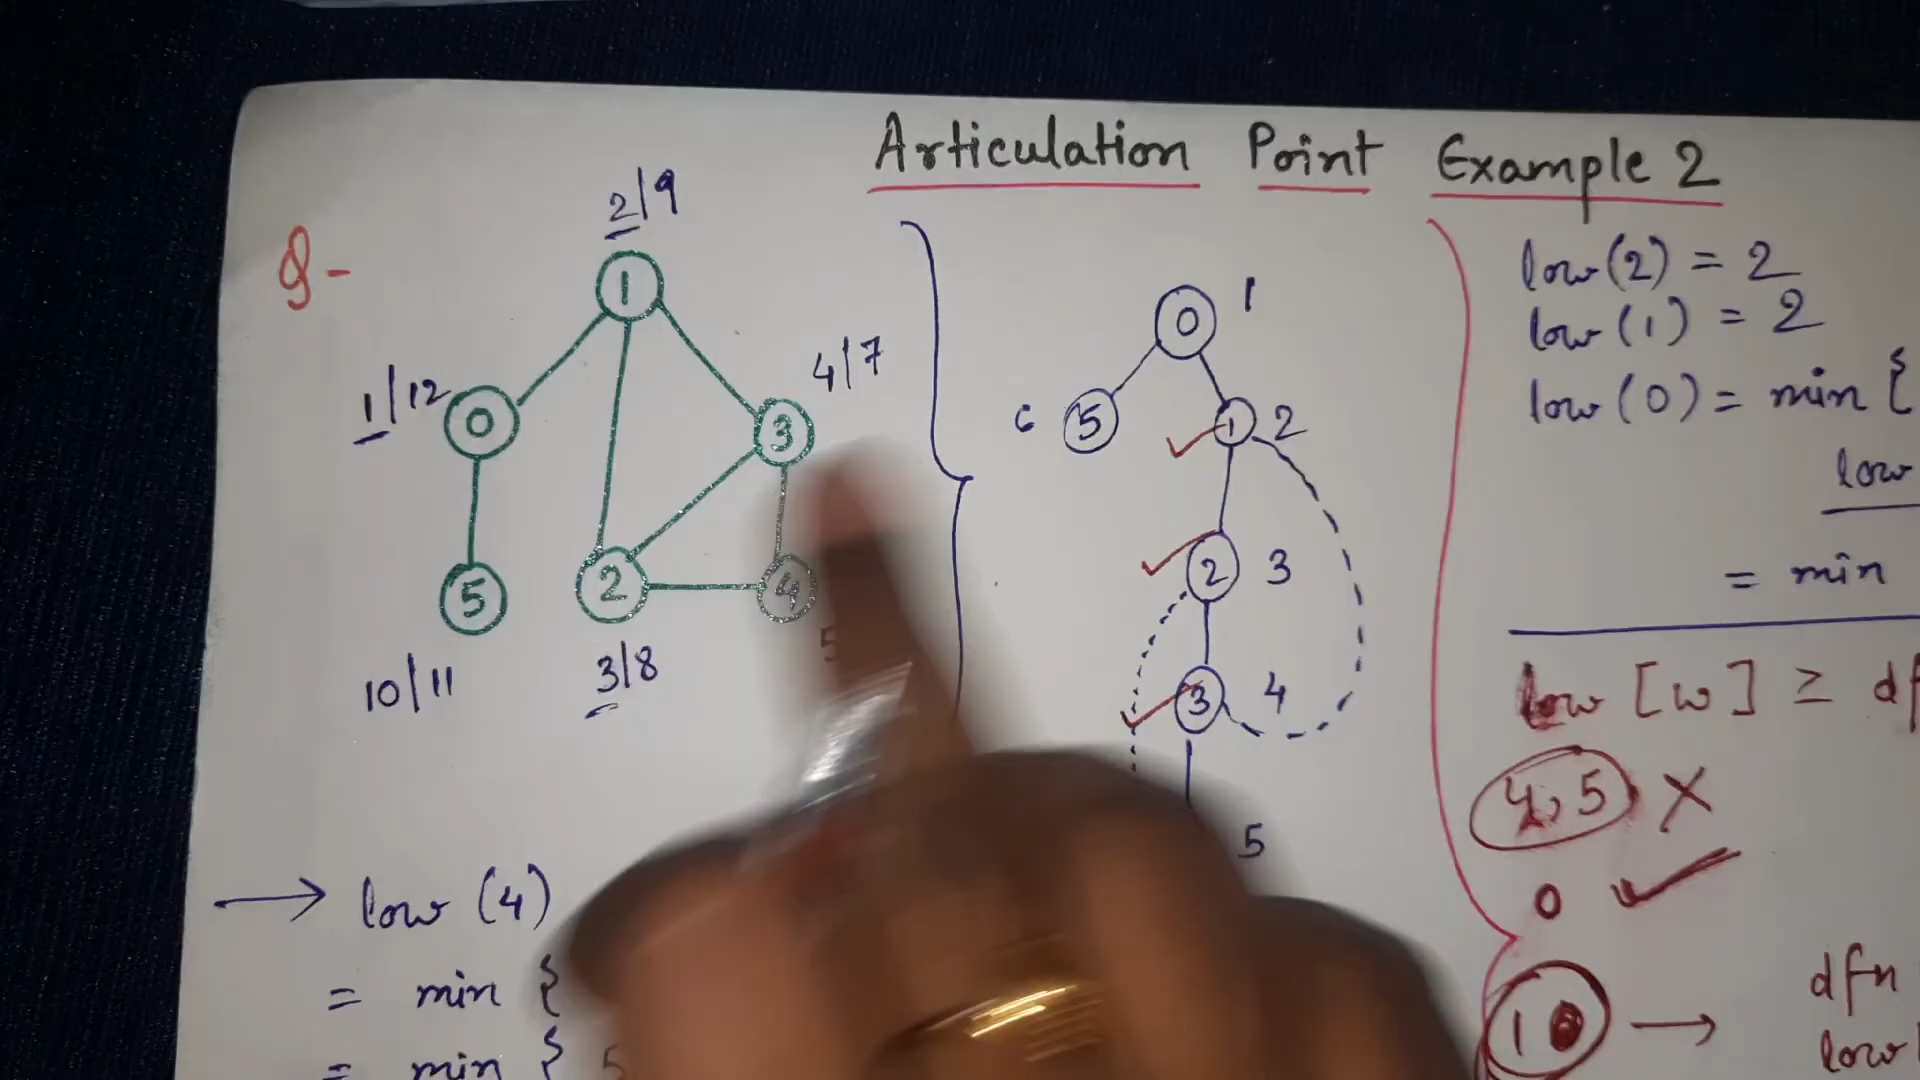 Articulation Point Example 2
Q-
2/9
1
4/7
3
1/12
0
5
2
4
5
10/11
3/8
0
1
6
5
1
2
2
3
3
4
5
low(2) = 2
low(1) = 2
low(0) = min {
low
= min
low [w] ≥ df
4,5 X
0 ✓
1 → dfn
low
→ low (4)
= min {
= min { 5